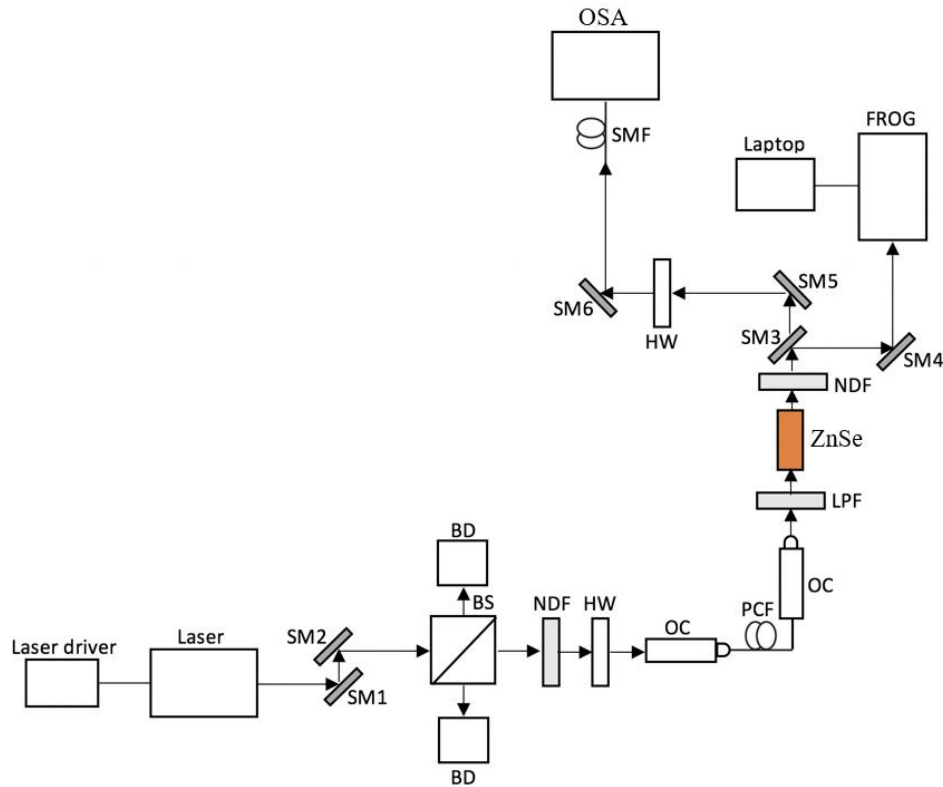 OSA
SMF
FROG
Laptop
SM5
SM6
HW
SM3
SM4
NDF
ZnSe
LPF
BD
OC
BS
NDF
HW
PCF
OC
SM2
Laser
Laser driver
SM1
BD